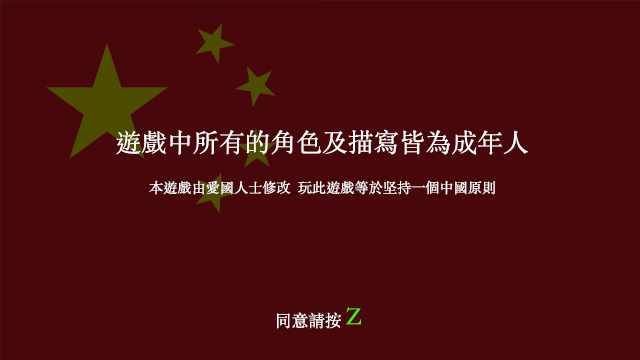 遊戲中所有的角色及描寫皆為成年人
本遊戲由愛國人士修改 玩此遊戲等於堅持一個中國原則
同意請按 Z